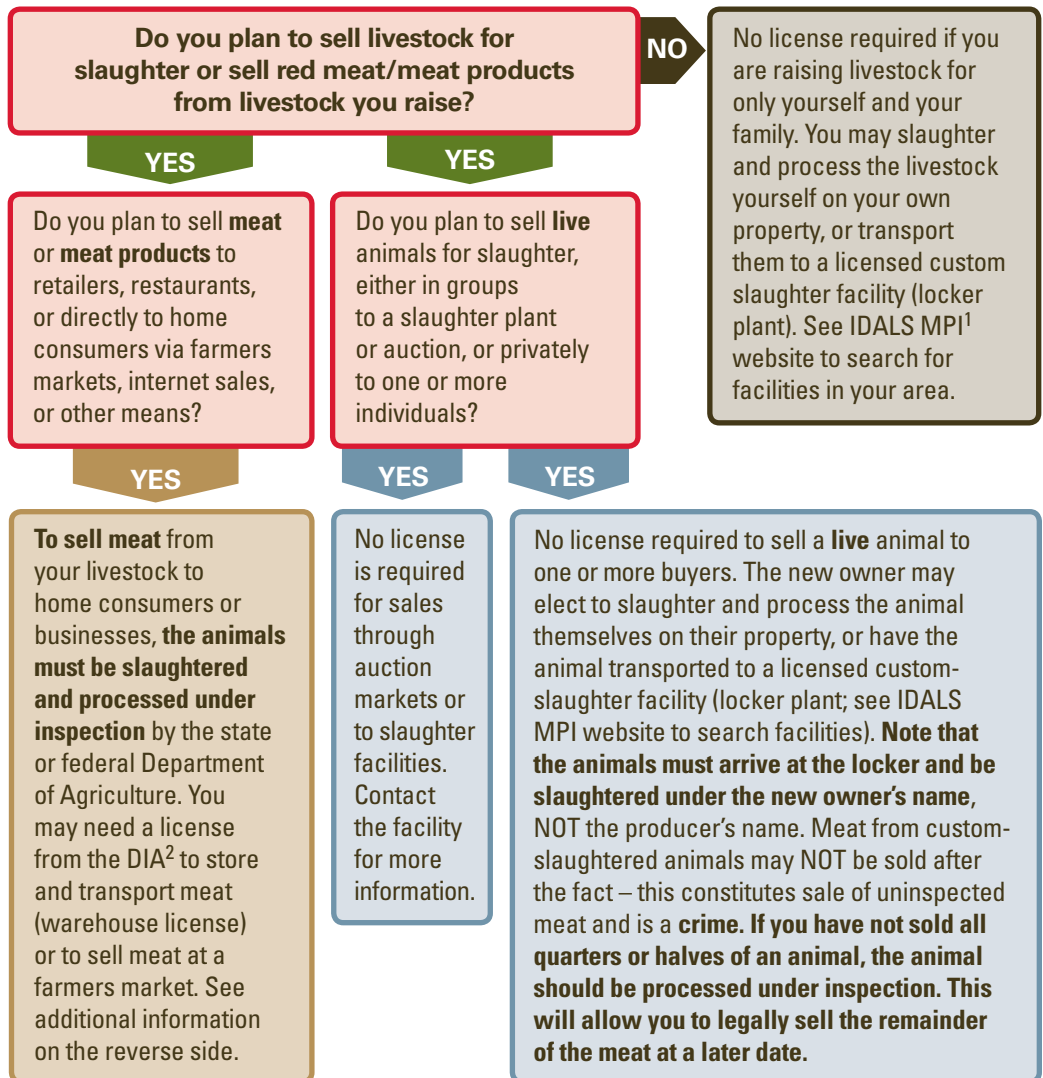 Do you plan to sell livestock for
slaughter or sell red meat/meat products
from livestock you raise?
NO
No license required if you
are raising livestock for
only yourself and your
family. You may slaughter
and process the livestock
yourself on your own
property, or transport
them to a licensed custom
slaughter facility (locker
plant). See IDALS MPI¹
website to search for
facilities in your area.
YES
YES
Do you plan to sell meat
or meat products to
retailers, restaurants,
or directly to home
consumers via farmers
markets, internet sales,
or other means?
Do you plan to sell live
animals for slaughter,
either in groups
to a slaughter plant
or auction, or privately
to one or more
individuals?
YES
YES
YES
To sell meat from
your livestock to
home consumers or
businesses, the animals
must be slaughtered
and processed under
inspection by the state
or federal Department
of Agriculture. You
may need a license
from the DIA² to store
and transport meat
(warehouse license)
or to sell meat at a
farmers market. See
additional information
on the reverse side.
No license
is required
for sales
through
auction
markets or
to slaughter
facilities.
Contact
the facility
for more
information.
No license required to sell a live animal to
one or more buyers. The new owner may
elect to slaughter and process the animal
themselves on their property, or have the
animal transported to a licensed custom-
slaughter facility (locker plant; see IDALS
MPI website to search facilities). Note that
the animals must arrive at the locker and be
slaughtered under the new owner's name,
NOT the producer's name. Meat from custom-
slaughtered animals may NOT be sold after
the fact – this constitutes sale of uninspected
meat and is a crime. If you have not sold all
quarters or halves of an animal, the animal
should be processed under inspection. This
will allow you to legally sell the remainder
of the meat at a later date.